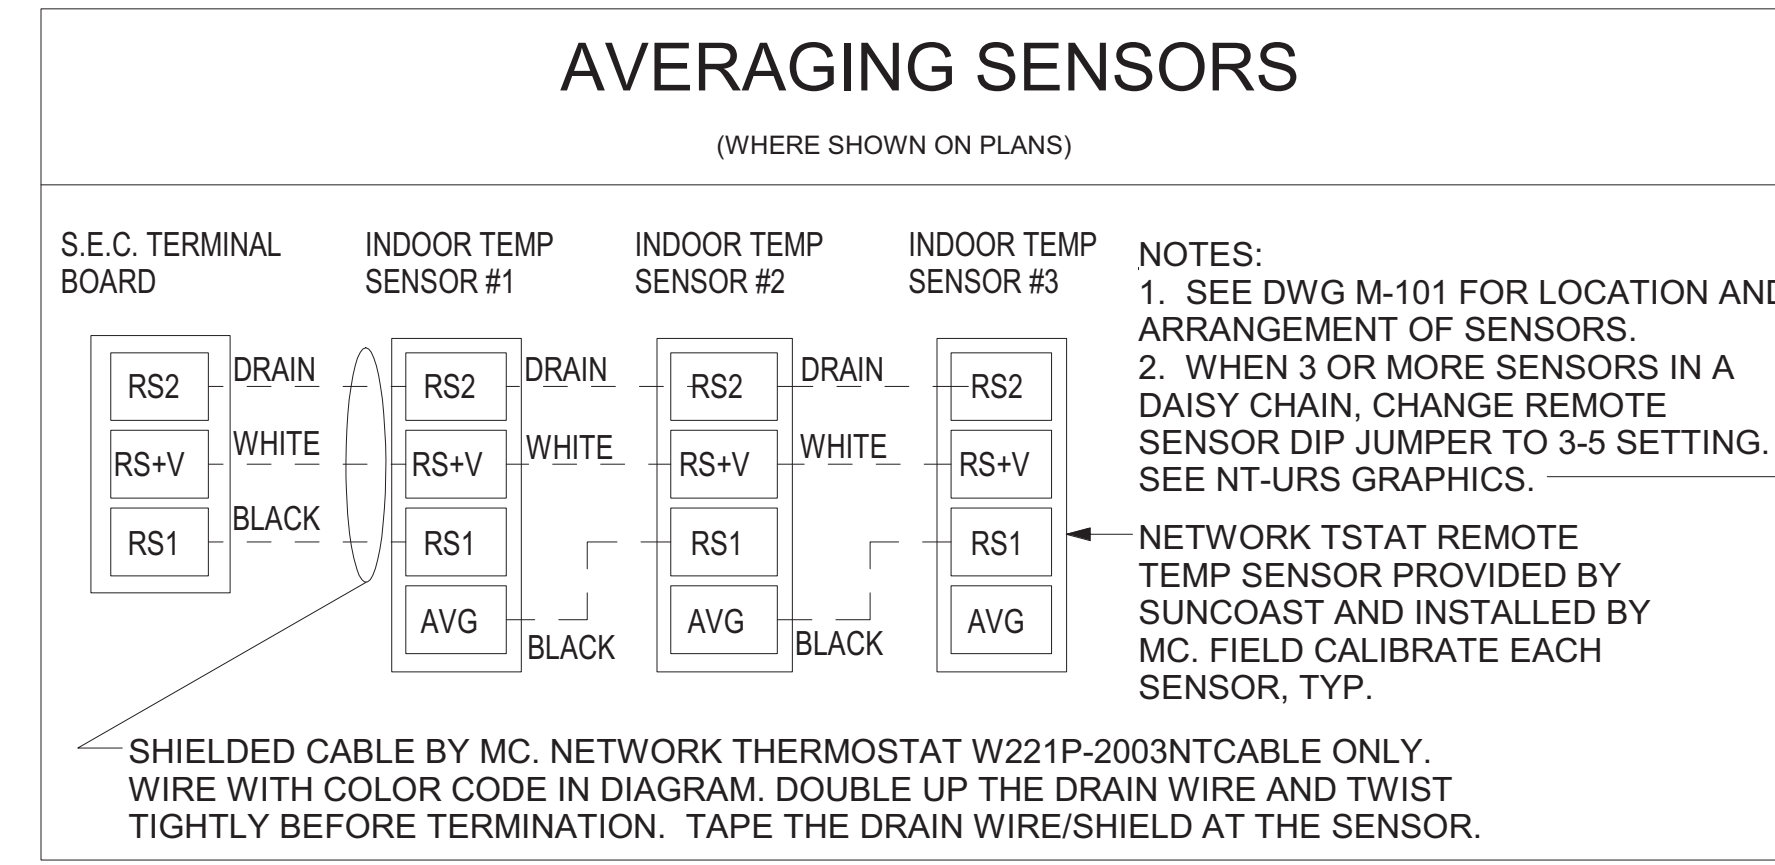 AVERAGING SENSORS
(WHERE SHOWN ON PLANS)
S.E.C. TERMINAL
BOARD
INDOOR TEMP
SENSOR #1
INDOOR TEMP
SENSOR #2
INDOOR TEMP
SENSOR #3
RS2
DRAIN
RS2
DRAIN
RS2
DRAIN
RS2
RS+V
WHITE
RS+V
WHITE
RS+V
WHITE
RS+V
RS1
BLACK
RS1
RS1
RS1
AVG
BLACK
AVG
BLACK
AVG
NOTES:
1. SEE DWG M-101 FOR LOCATION AND
ARRANGEMENT OF SENSORS.
2. WHEN 3 OR MORE SENSORS IN A
DAISY CHAIN, CHANGE REMOTE
SENSOR DIP JUMPER TO 3-5 SETTING.
SEE NT-URS GRAPHICS.
NETWORK TSTAT REMOTE
TEMP SENSOR PROVIDED BY
SUNCOAST AND INSTALLED BY
MC. FIELD CALIBRATE EACH
SENSOR, TYP.
SHIELDED CABLE BY MC. NETWORK THERMOSTAT W221P-2003NTCABLE ONLY.
WIRE WITH COLOR CODE IN DIAGRAM. DOUBLE UP THE DRAIN WIRE AND TWIST
TIGHTLY BEFORE TERMINATION. TAPE THE DRAIN WIRE/SHIELD AT THE SENSOR.